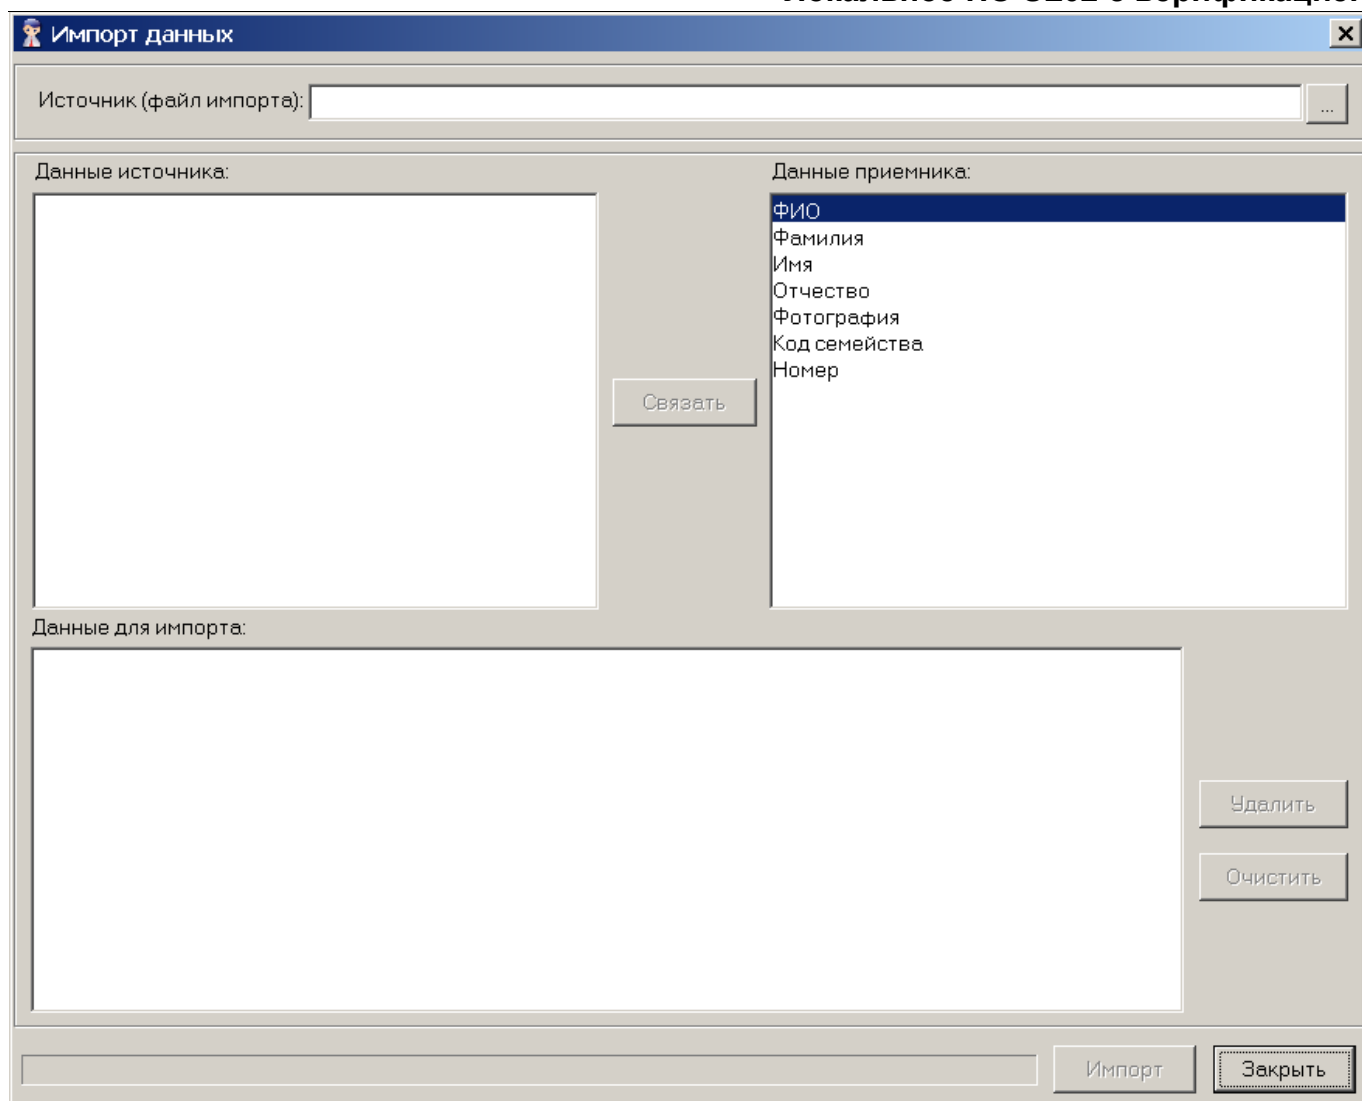 Импорт данных
Источник (файл импорта):
...
Данные источника:
Данные приемника:
ФИО
Фамилия
Имя
Отчество
Фотография
Код семейства
Номер
Связать
Данные для импорта:
Удалить
Очистить
Импорт
Закрыть